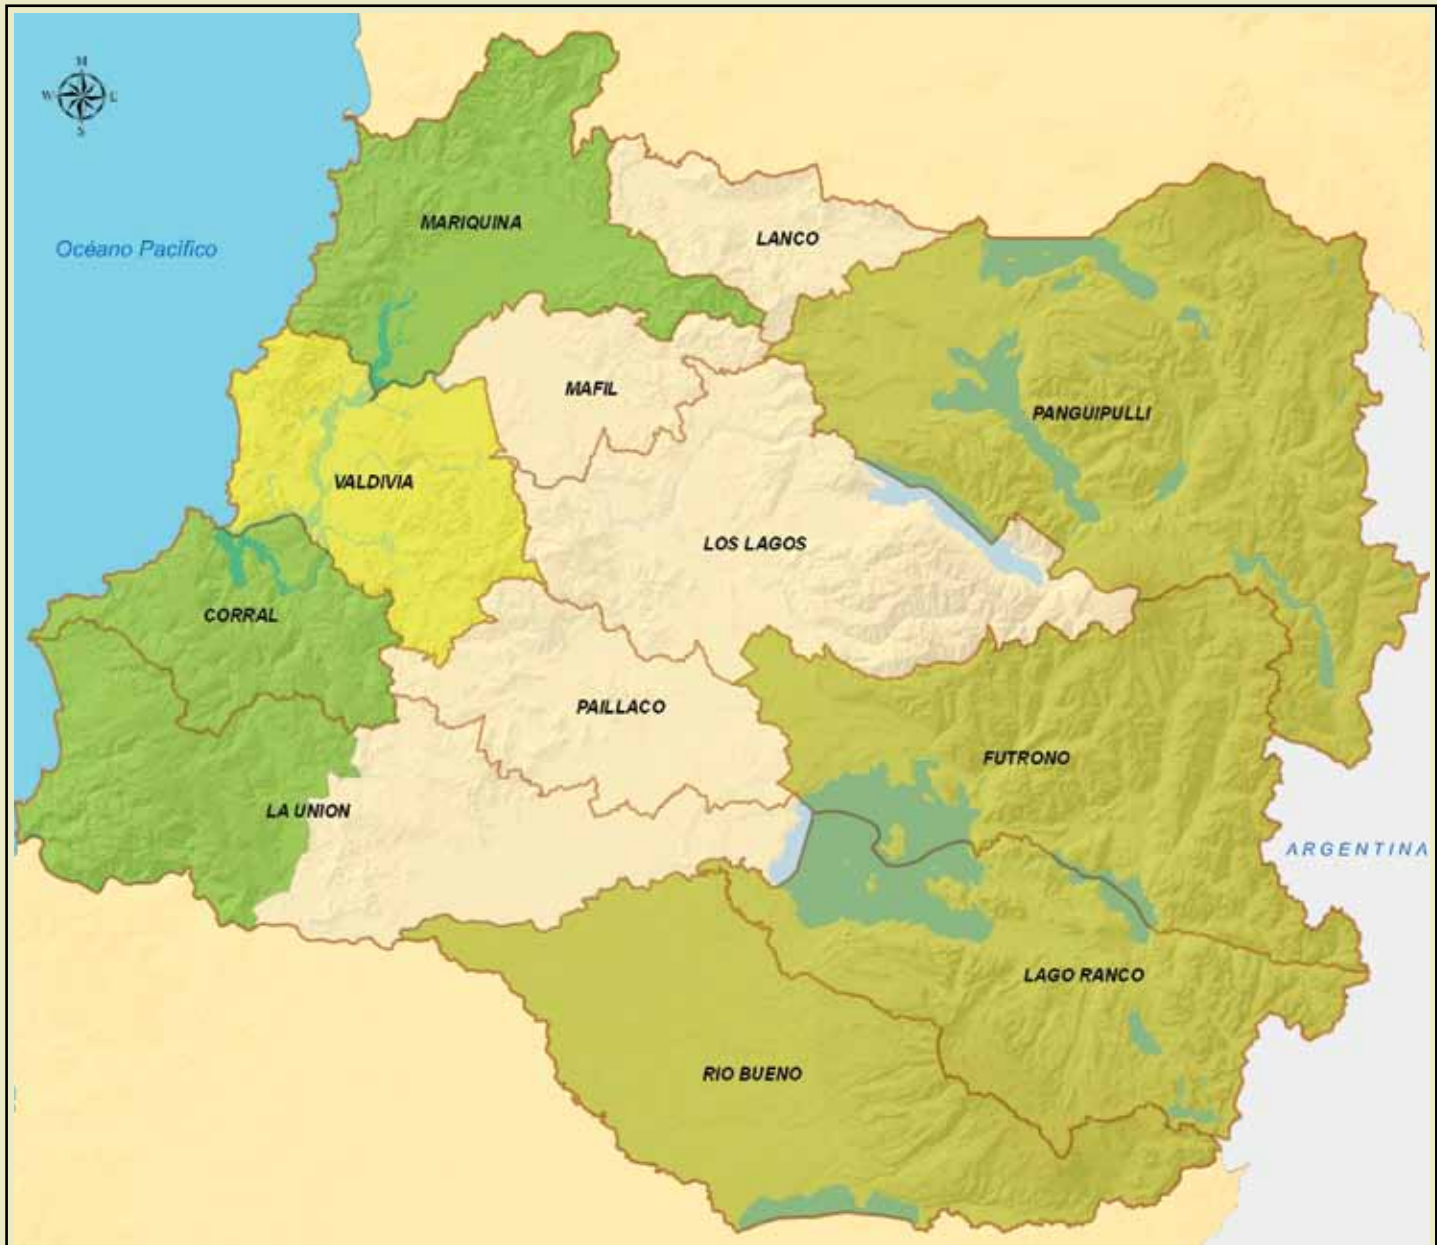 M
W E
S
MARIQUINA
LANCO
Océano Pacífico
MAFIL
PANGUIPULLI
VALDIVIA
LOS LAGOS
CORRAL
PAILLACO
FUTRONO
LA UNION
ARGENTINA
LAGO RANCO
RIO BUENO